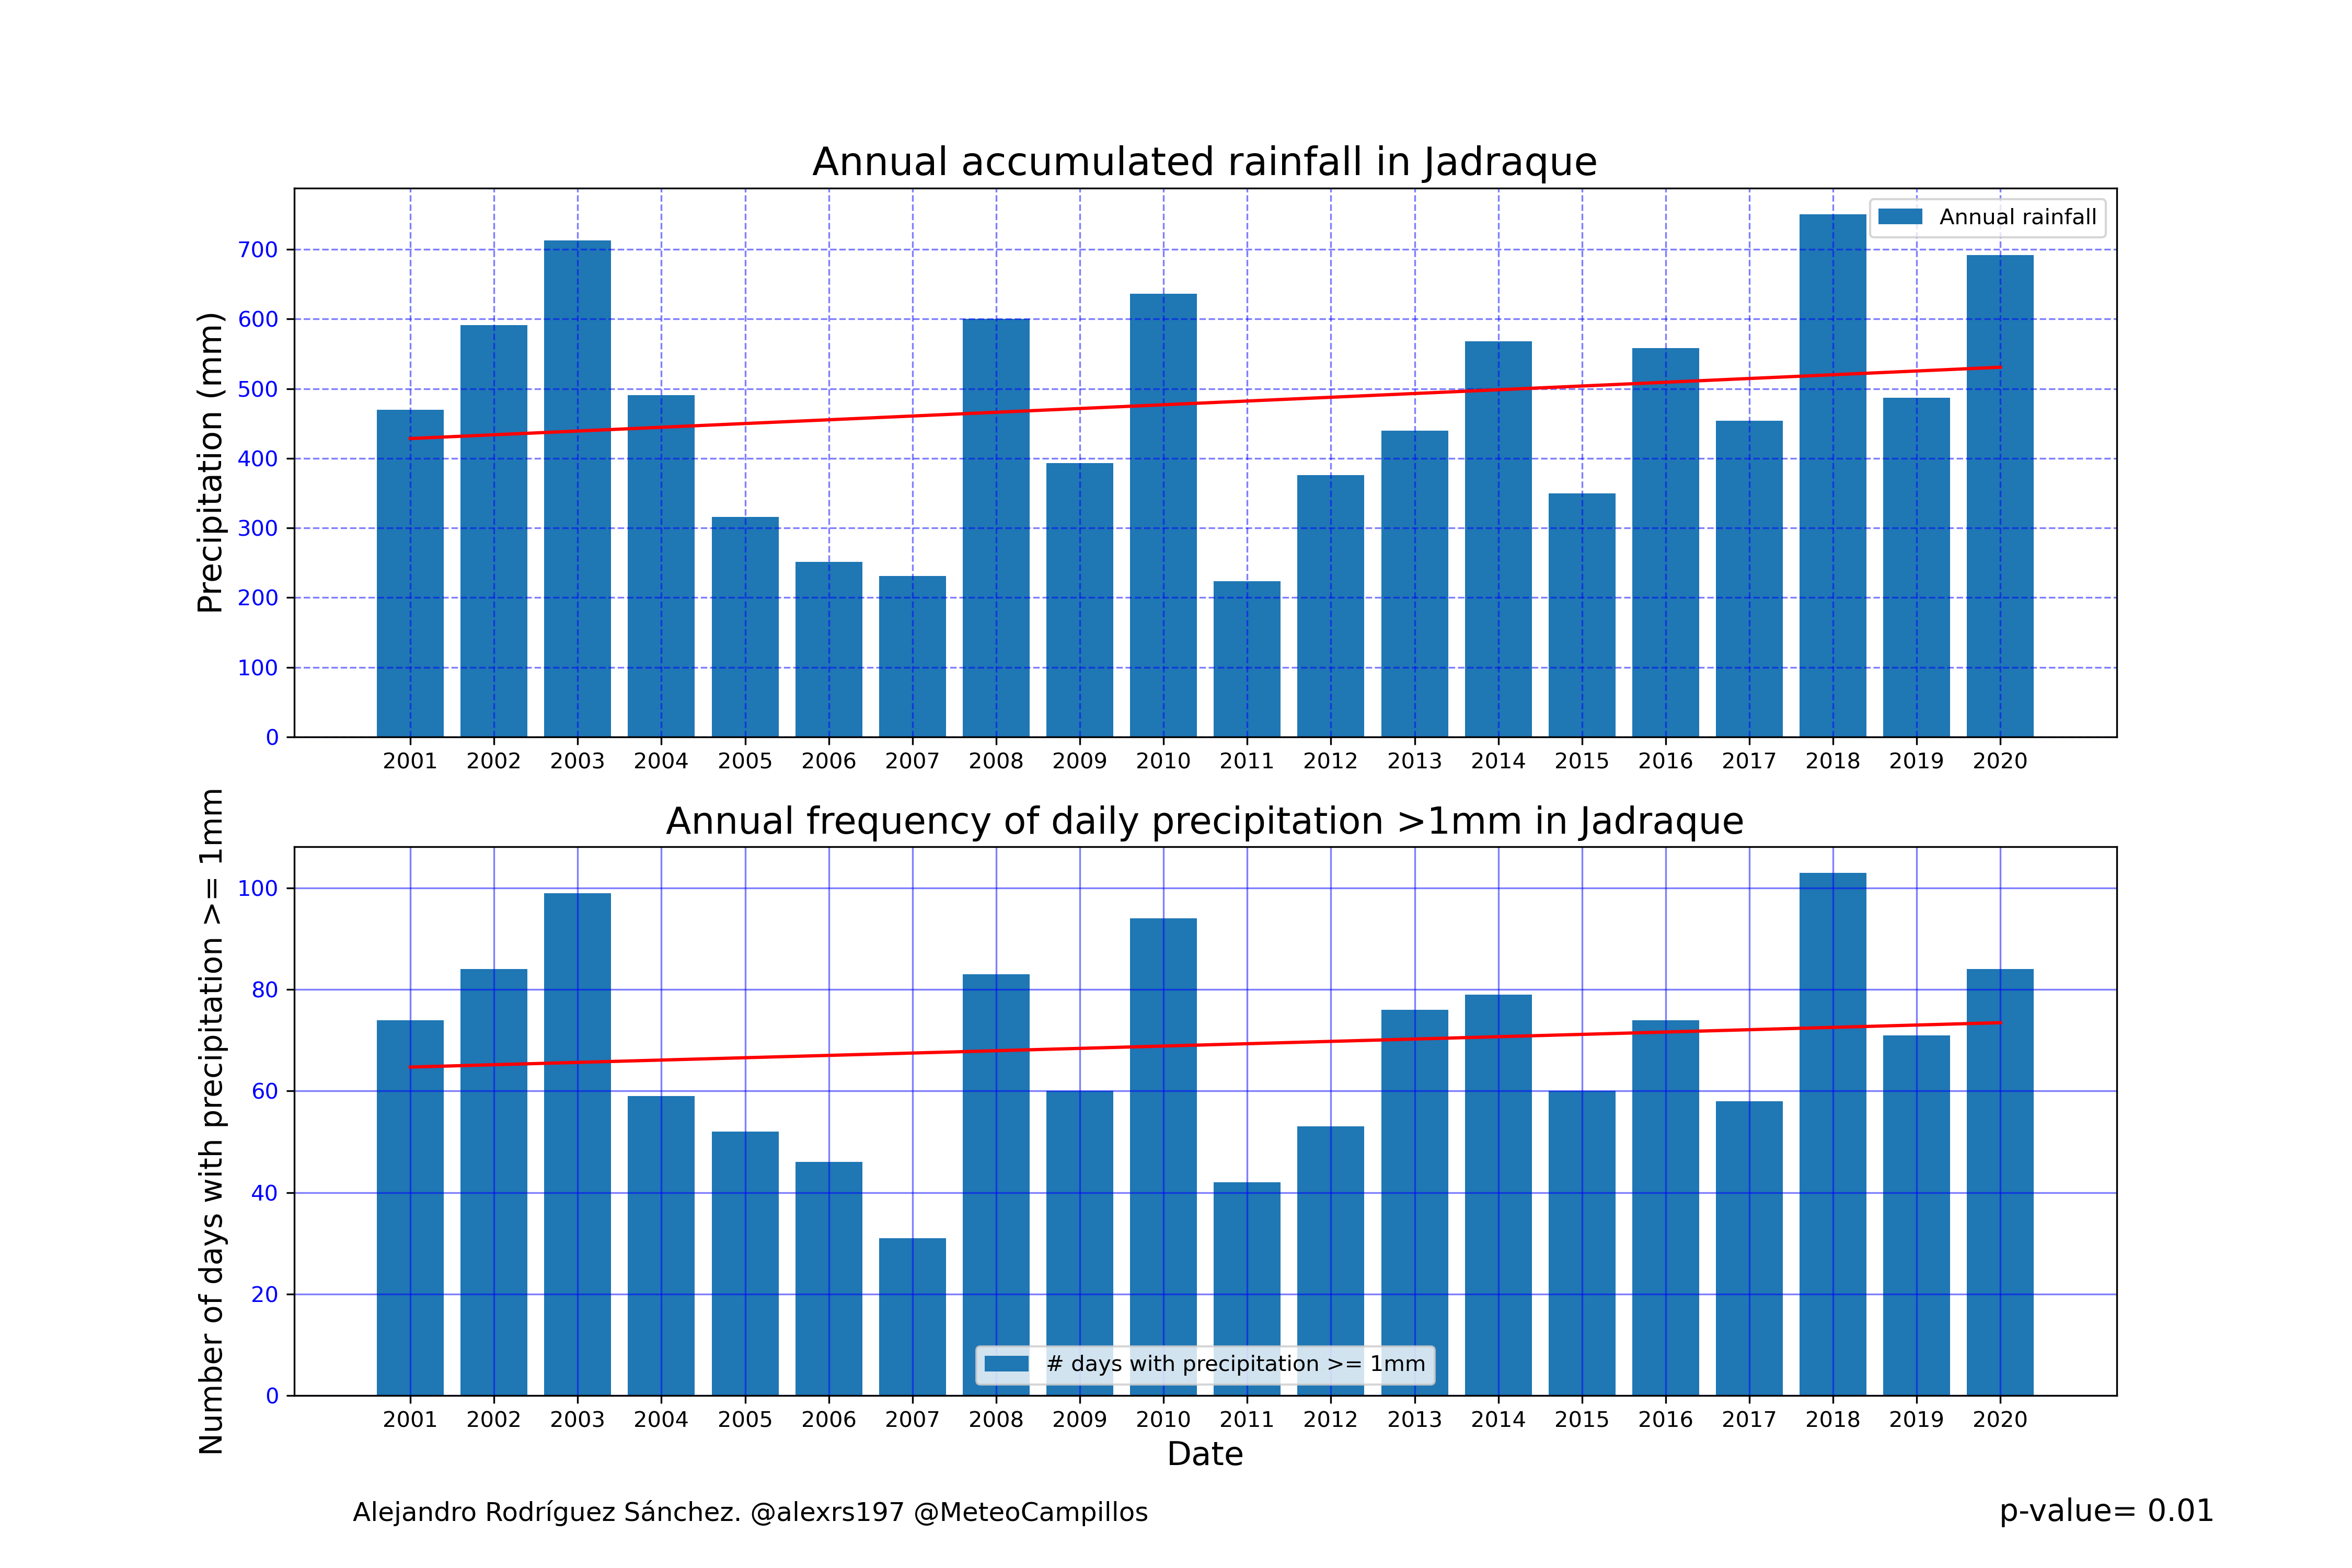 Annual accumulated rainfall in Jadraque
Annual rainfall
Precipitation (mm)
700
600
500
400
300
200
100
0
2001 2002 2003 2004 2005 2006 2007 2008 2009 2010 2011 2012 2013 2014 2015 2016 2017 2018 2019 2020
Annual frequency of daily precipitation >1mm in Jadraque
Number of days with precipitation >= 1mm
100
80
60
40
20
0
# days with precipitation >= 1mm
2001 2002 2003 2004 2005 2006 2007 2008 2009 2010 2011 2012 2013 2014 2015 2016 2017 2018 2019 2020
Date
Alejandro Rodríguez Sánchez. @alexrs197 @MeteoCampillos
p-value= 0.01